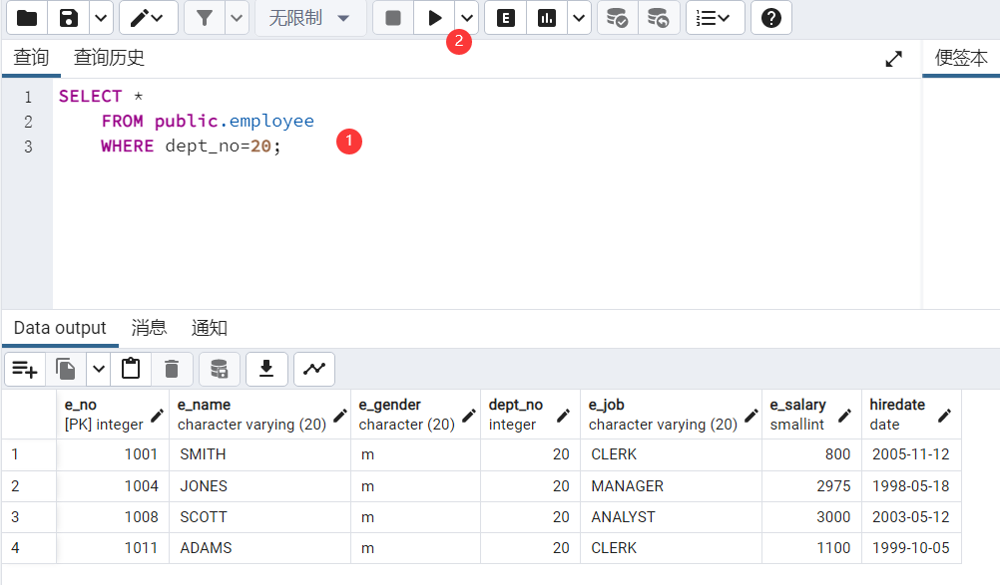 无限制
E
2
查询 查询历史 便签本
1 SELECT *
2 FROM public.employee
3 WHERE dept_no=20;
1
Data output 消息 通知
e_no e_name e_gender dept_no e_job e_salary hiredate
[PK] integer character varying (20) character (20) integer character varying (20) smallint date
1 1001 SMITH m 20 CLERK 800 2005-11-12
2 1004 JONES m 20 MANAGER 2975 1998-05-18
3 1008 SCOTT m 20 ANALYST 3000 2003-05-12
4 1011 ADAMS m 20 CLERK 1100 1999-10-05